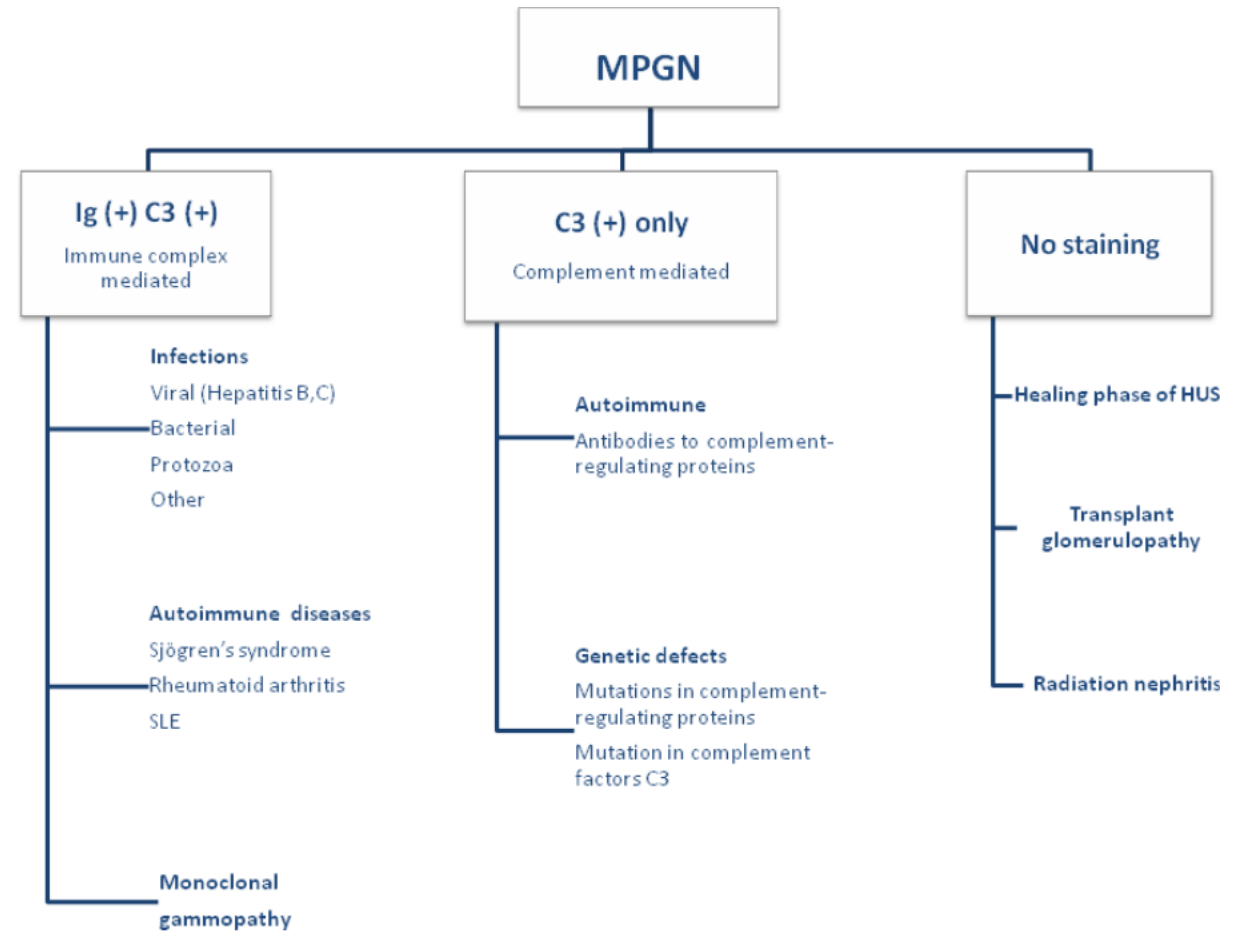 MPGN
Ig (+) C3 (+)
Immune complex
mediated
Infections
Viral (Hepatitis B,C)
Bacterial
Protozoa
Other
Autoimmune diseases
Sjögren's syndrome
Rheumatoid arthritis
SLE
Monoclonal
gammopathy
C3 (+) only
Complement mediated
Autoimmune
Antibodies to complement-
regulating proteins
Genetic defects
Mutations in complement-
regulating proteins
Mutation in complement
factors C3
No staining
Healing phase of HUS
Transplant
glomerulopathy
Radiation nephritis